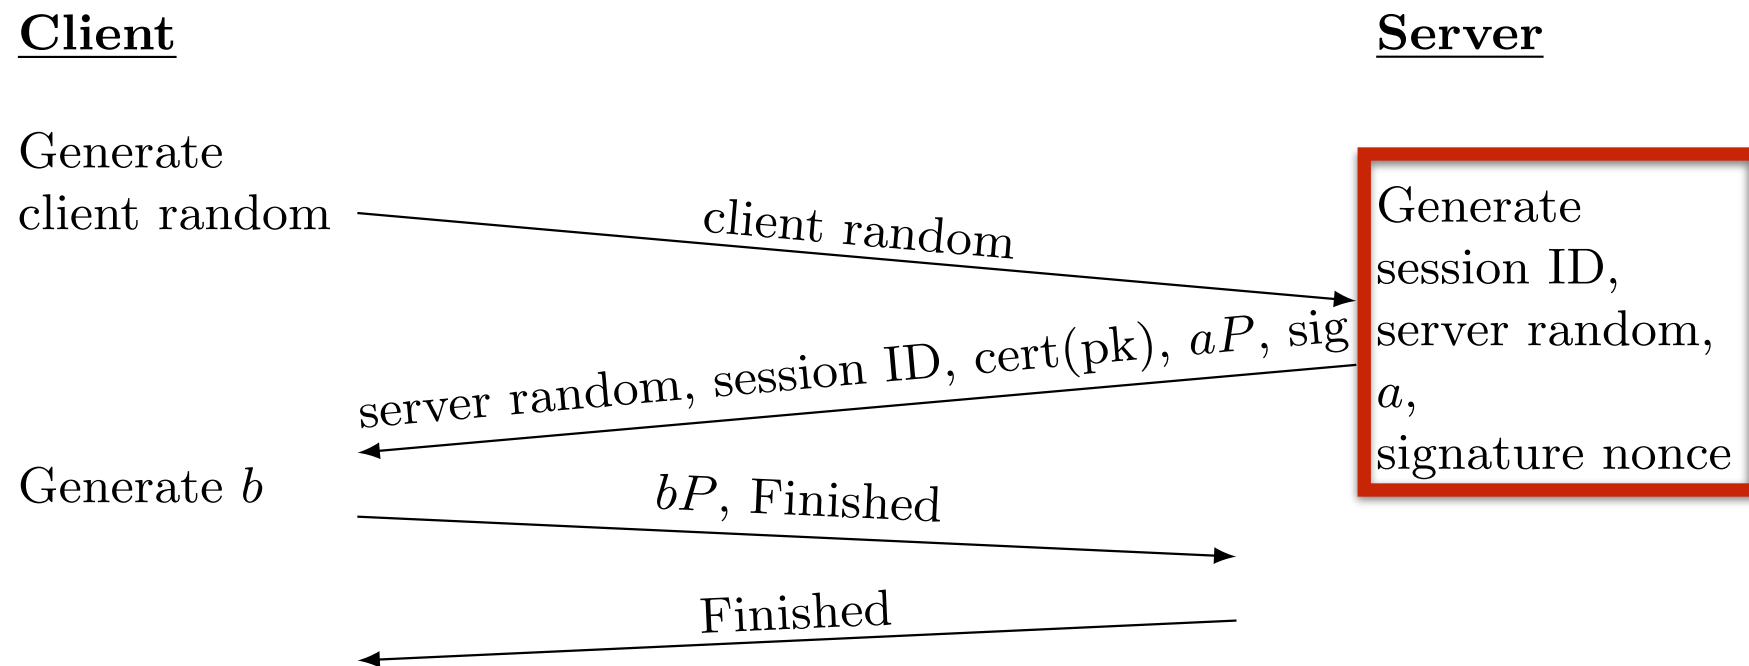 Client
Server
Generate
client random
client random
Generate
session ID,
server random,
a,
signature nonce
server random, session ID, cert(pk), aP, sig
Generate b
bP, Finished
Finished